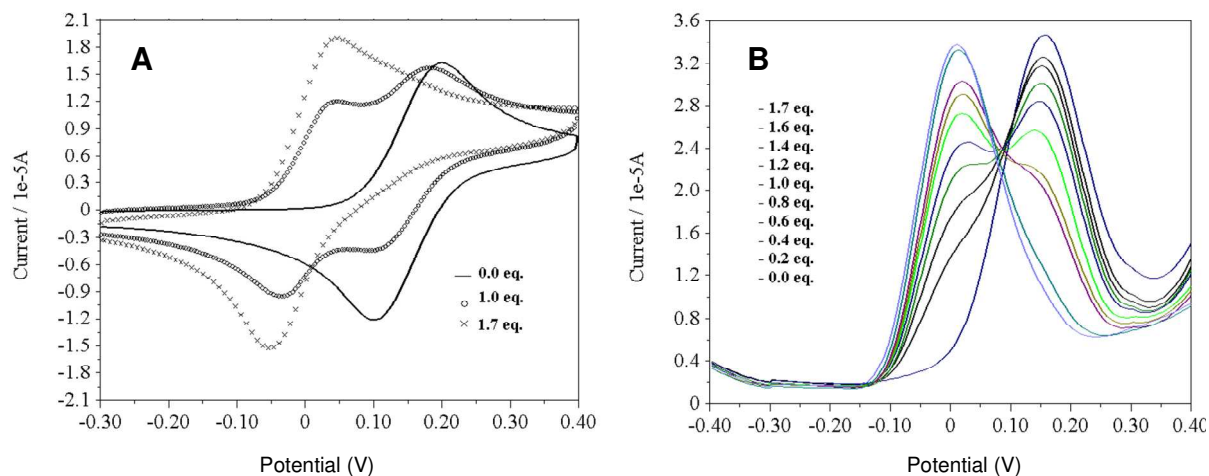 A
2.1
1.8
1.5
1.2
0.9
0.6
0.3
0
-0.3
-0.6
-0.9
-1.2
-1.5
-1.8
-2.1
Current / 1e-5A
0.0 eq.
1.0 eq.
1.7 eq.
-0.30 -0.20 -0.10 0 0.10 0.20 0.30 0.40
Potential (V)
B
3.6
3.2
2.8
2.4
2.0
1.6
1.2
0.8
0.4
0
Current / 1e-5A
- 1.7 eq.
- 1.6 eq.
- 1.4 eq.
- 1.2 eq.
- 1.0 eq.
- 0.8 eq.
- 0.6 eq.
- 0.4 eq.
- 0.2 eq.
- 0.0 eq.
-0.40 -0.30 -0.20 -0.10 0 0.10 0.20 0.30 0.40
Potential (V)